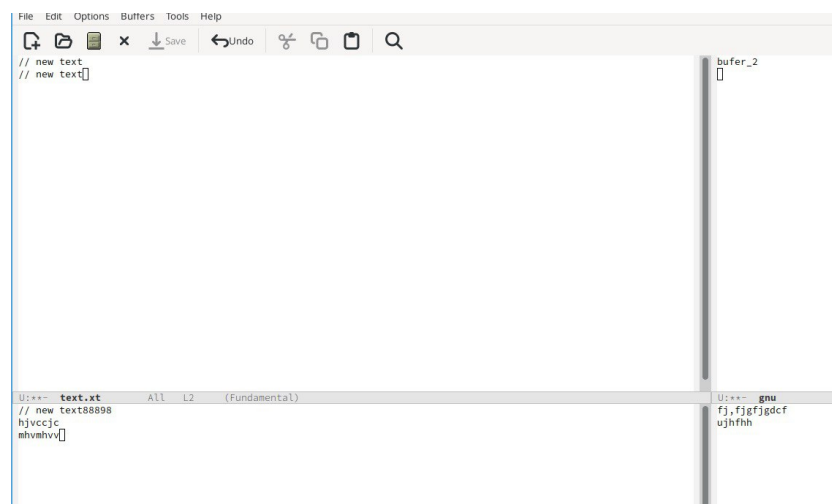 File Edit Options Buffers Tools Help
Save Undo
// new text
// new text
bufer_2
U:**- text.xt All L2 (Fundamental)
U:**- gnu
// new text88898
hjvccjc
mhvmhvv
fj,fjgfjgdcf
ujhfhh